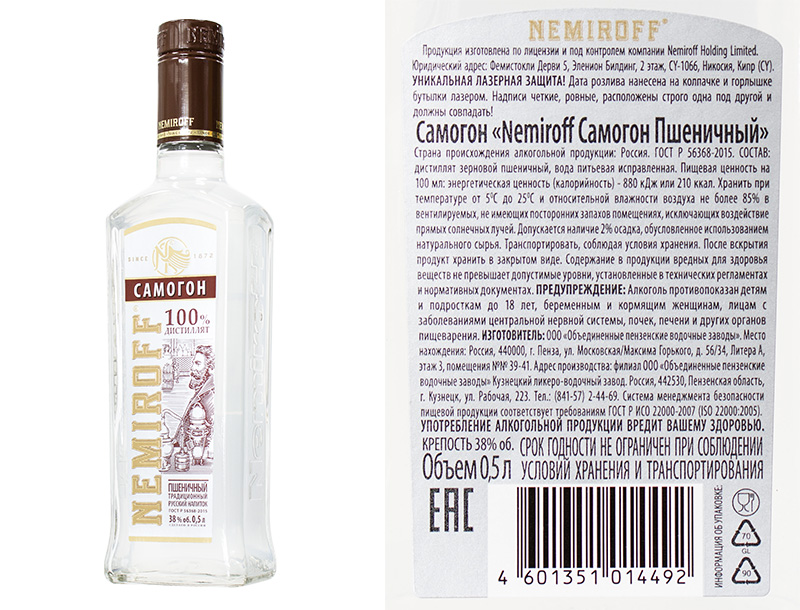 NEMIROFF
SINCE 1872
САМОГОН
100%
ДИСТИЛЛЯТ
NEMIROFF
ПШЕНИЧНЫЙ
ТРАДИЦИОННЫЙ
РУССКИЙ НАПИТОК
ГОСТ Р 56368-2015
38% об. 0,5 л
СДЕЛАНО В РОССИИ
NEMIROFF®
Продукция изготовлена по лицензии и под контролем компании Nemiroff Holding Limited.
Юридический адрес: Фемистокли Дерви 5, Эленион Билдинг, 2 этаж, CY-1066, Никосия, Кипр (CY).
УНИКАЛЬНАЯ ЛАЗЕРНАЯ ЗАЩИТА! Дата розлива нанесена на колпачке и горлышке
бутылки лазером. Надписи четкие, ровные, расположены строго одна под другой и
должны совпадать!
Самогон «Nemiroff Самогон Пшеничный»
Страна происхождения алкогольной продукции: Россия. ГОСТ Р 56368-2015. СОСТАВ:
дистиллят зерновой пшеничный, вода питьевая исправленная. Пищевая ценность на
100 мл: энергетическая ценность (калорийность) - 880 кДж или 210 ккал. Хранить при
температуре от 5°С до 25°С и относительной влажности воздуха не более 85% в
вентилируемых, не имеющих посторонних запахов помещениях, исключающих воздействие
прямых солнечных лучей. Допускается наличие 2% осадка, обусловленное использованием
натурального сырья. Транспортировать, соблюдая условия хранения. После вскрытия
продукт хранить в закрытом виде. Содержание в продукции вредных для здоровья
веществ не превышает допустимые уровни, установленные в технических регламентах
и нормативных документах. ПРЕДУПРЕЖДЕНИЕ: Алкоголь противопоказан детям
и подросткам до 18 лет, беременным и кормящим женщинам, лицам с
заболеваниями центральной нервной системы, почек, печени и других органов
пищеварения. ИЗГОТОВИТЕЛЬ: ООО «Объединенные пензенские водочные заводы». Место
нахождения: Россия, 440000, г. Пенза, ул. Московская/Максима Горького, д. 56/34, Литера А,
этаж 3, помещения №№ 39-41. Адрес производства: филиал ООО «Объединенные пензенские
водочные заводы» Кузнецкий ликеро-водочный завод. Россия, 442530, Пензенская область,
г. Кузнецк, ул. Рабочая, 223. Тел.: (841-57) 2-44-69. Система менеджмента безопасности
пищевой продукции соответствует требованиям ГОСТ Р ИСО 22000-2007 (ISO 22000:2005).
УПОТРЕБЛЕНИЕ АЛКОГОЛЬНОЙ ПРОДУКЦИИ ВРЕДИТ ВАШЕМУ ЗДОРОВЬЮ.
КРЕПОСТЬ 38% об. СРОК ГОДНОСТИ НЕ ОГРАНИЧЕН ПРИ СОБЛЮДЕНИИ
Объем 0,5 л УСЛОВИЙ ХРАНЕНИЯ И ТРАНСПОРТИРОВАНИЯ
ЕАС
4 601351 014492
ИНФОРМАЦИЯ ОБ УПАКОВКЕ:
70
GL
90